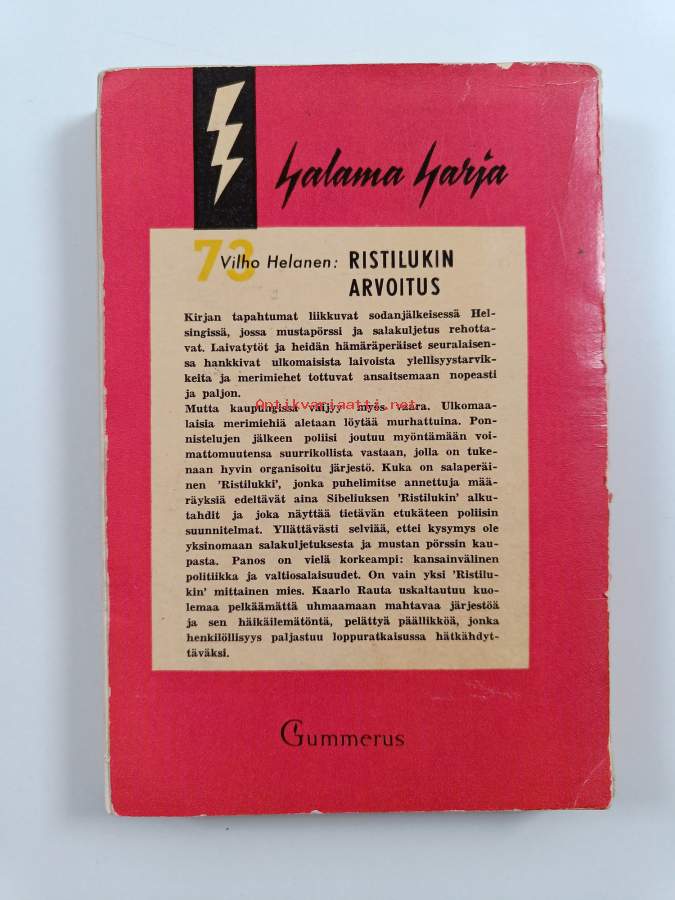 Salama Sarja
73 Vilho Helanen: RISTILUKIN
ARVOITUS
Kirjan tapahtumat liikkuvat sodanjälkeisessä Hel-
singissä, jossa mustapörssi ja salakuljetus rehotta-
vat. Laivatytöt ja heidän hämäräperäiset seuralaisen-
sa hankkivat ulkomaisista laivoista ylellisyystarvik-
keita ja merimiehet tottuvat ansaitsemaan nopeasti
ja paljon.
Antikvariaatti.net
Mutta kaupungissa väijyy myös vaara. Ulkomaa-
laisia merimiehiä aletaan löytää murhattuina. Pon-
nistelujen jälkeen poliisi joutuu myöntämään voi-
mattomuutensa suurrikollista vastaan, jolla on tuke-
naan hyvin organisoitu järjestö. Kuka on salaperäi-
nen 'Ristilukki', jonka puhelimitse annettuja mää-
räyksiä edeltävät aina Sibeliuksen 'Ristilukin' alku-
tahdit ja joka näyttää tietävän etukäteen poliisin
suunnitelmat. Yllättävästi selviää, ettei kysymys ole
yksinomaan salakuljetuksesta ja mustan pörssin kau-
pasta. Panos on vielä korkeampi: kansainvälinen
politiikka ja valtiosalaisuudet. On vain yksi 'Ristilu-
kin' mittainen mies. Kaarlo Rauta uskaltautuu kuo-
lemaa pelkäämättä uhmaamaan mahtavaa järjestöä
ja sen häikäilemätöntä, pelättyä päällikköä, jonka
henkilöllisyys paljastuu loppuratkaisussa hätkähdyt-
täväksi.
Gummerus